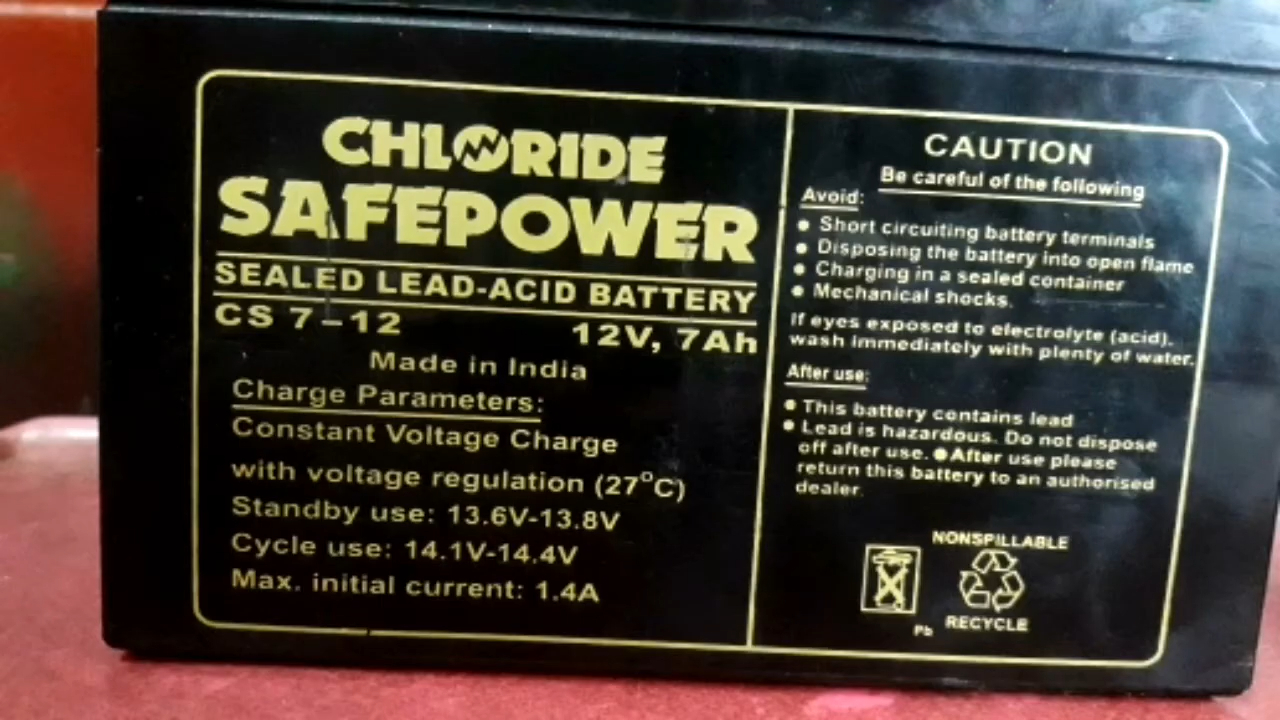 CHLORIDE
SAFEPOWER
SEALED LEAD-ACID BATTERY
CS 7-12 12V, 7Ah
Made in India
Charge Parameters:
Constant Voltage Charge
with voltage regulation (27°C)
Standby use: 13.6V-13.8V
Cycle use: 14.1V-14.4V
Max. initial current: 1.4A
CAUTION
Be careful of the following
Avoid:
● Short circuiting battery terminals
● Disposing the battery into open flame
● Charging in a sealed container
● Mechanical shocks.
If eyes exposed to electrolyte (acid),
wash immediately with plenty of water.
After use:
● This battery contains lead
● Lead is hazardous. Do not dispose
off after use. ● After use please
return this battery to an authorised
dealer.
NONSPILLABLE
Pb RECYCLE